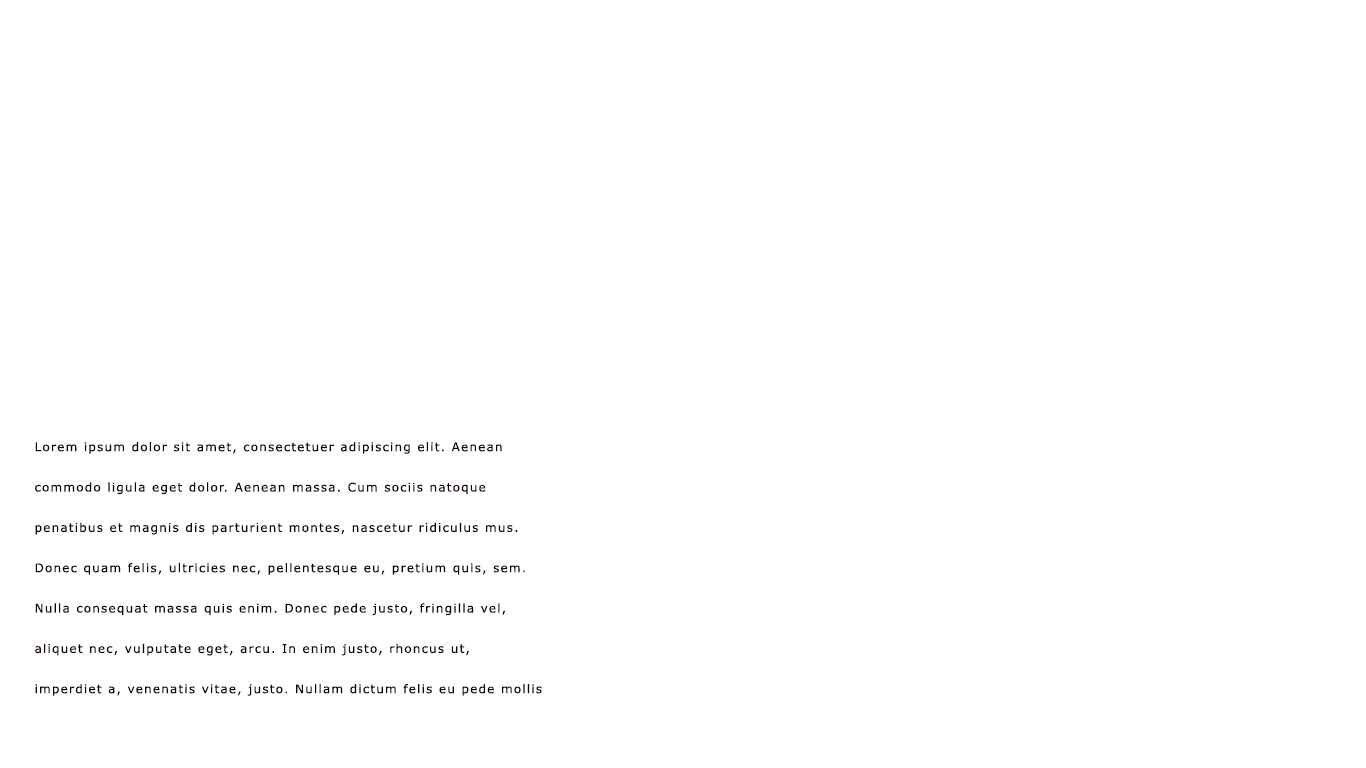 Lorem ipsum dolor sit amet, consectetuer adipiscing elit. Aenean
commodo ligula eget dolor. Aenean massa. Cum sociis natoque
penatibus et magnis dis parturient montes, nascetur ridiculus mus.
Donec quam felis, ultricies nec, pellentesque eu, pretium quis, sem.
Nulla consequat massa quis enim. Donec pede justo, fringilla vel,
aliquet nec, vulputate eget, arcu. In enim justo, rhoncus ut,
imperdiet a, venenatis vitae, justo. Nullam dictum felis eu pede mollis